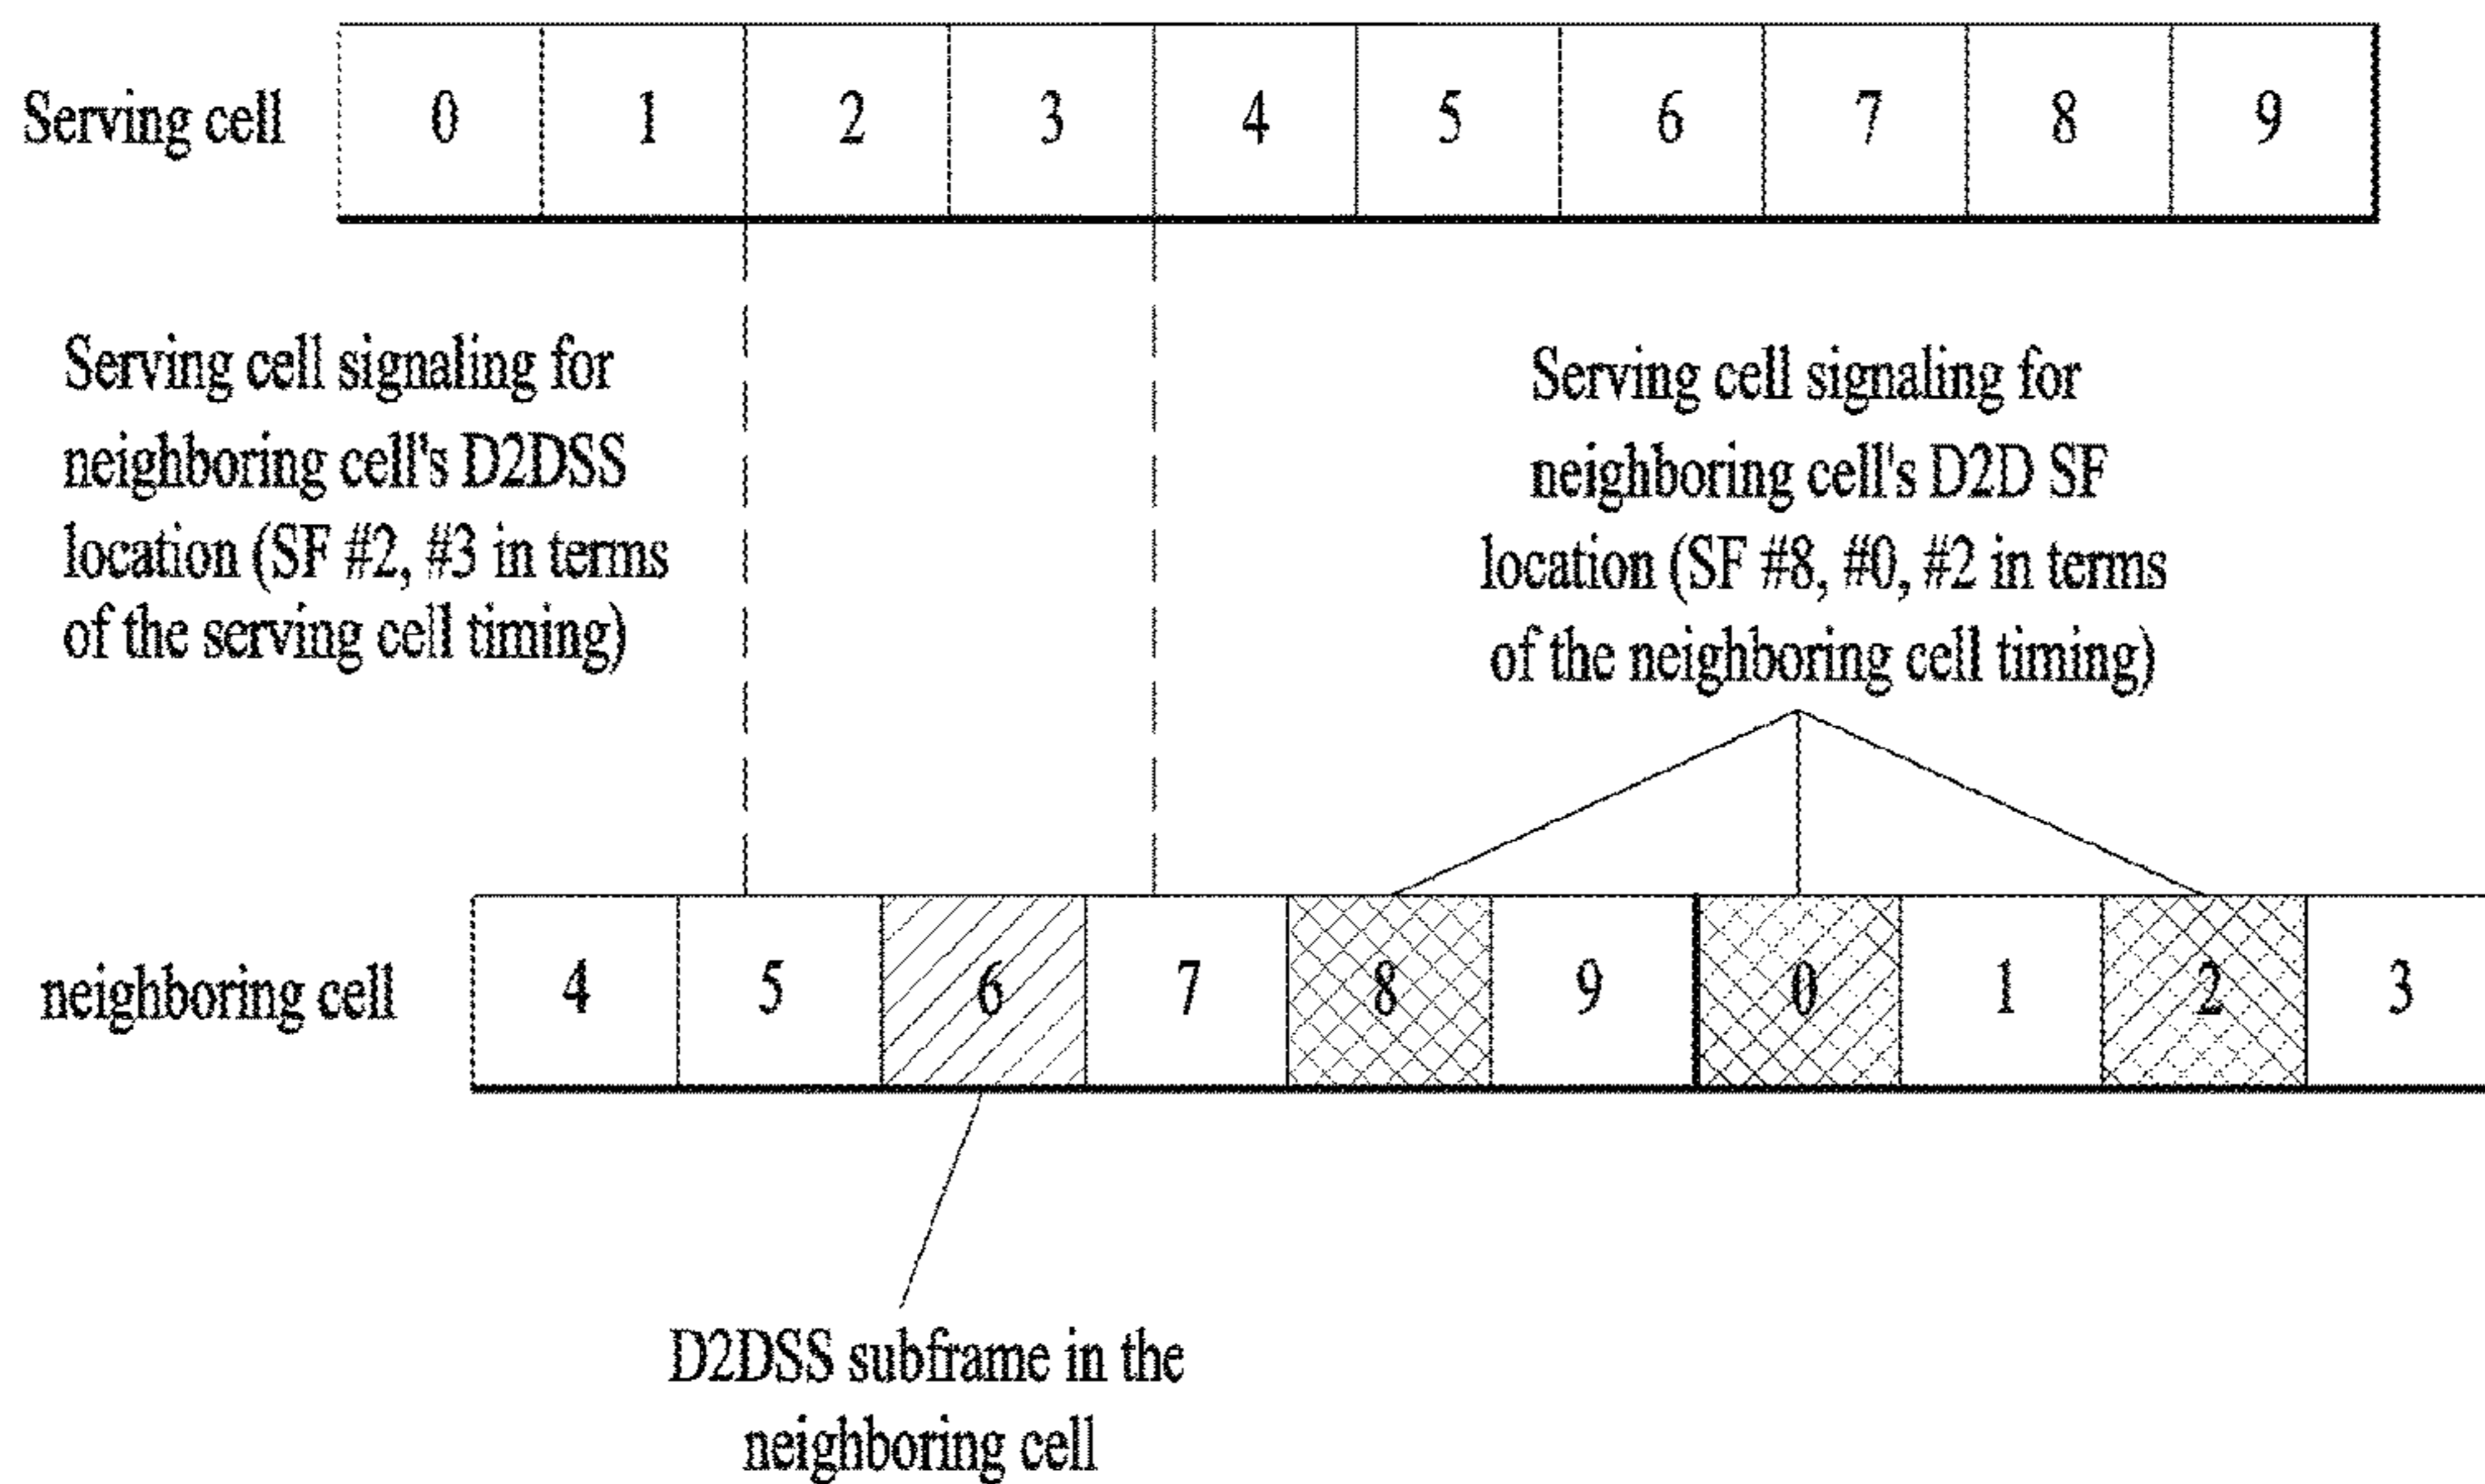 Serving cell 0 1 2 3 4 5 6 7 8 9
Serving cell signaling for
neighboring cell's D2DSS
location (SF #2, #3 in terms
of the serving cell timing)
Serving cell signaling for
neighboring cell's D2D SF
location (SF #8, #0, #2 in terms
of the neighboring cell timing)
neighboring cell 4 5 6 7 8 9 0 1 2 3
D2DSS subframe in the
neighboring cell